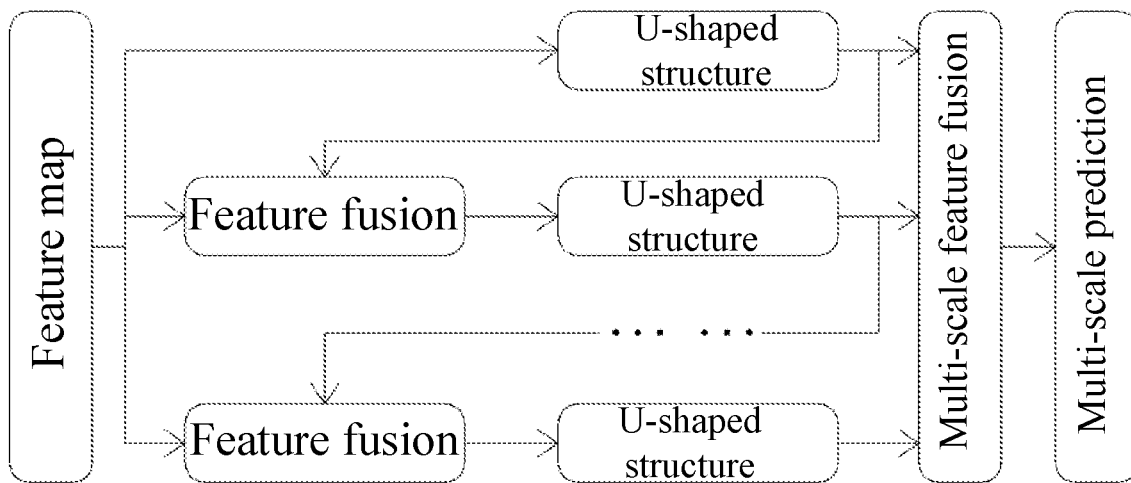 Feature map
U-shaped
structure
Feature fusion
U-shaped
structure
... ...
Feature fusion
U-shaped
structure
Multi-scale feature fusion
Multi-scale prediction